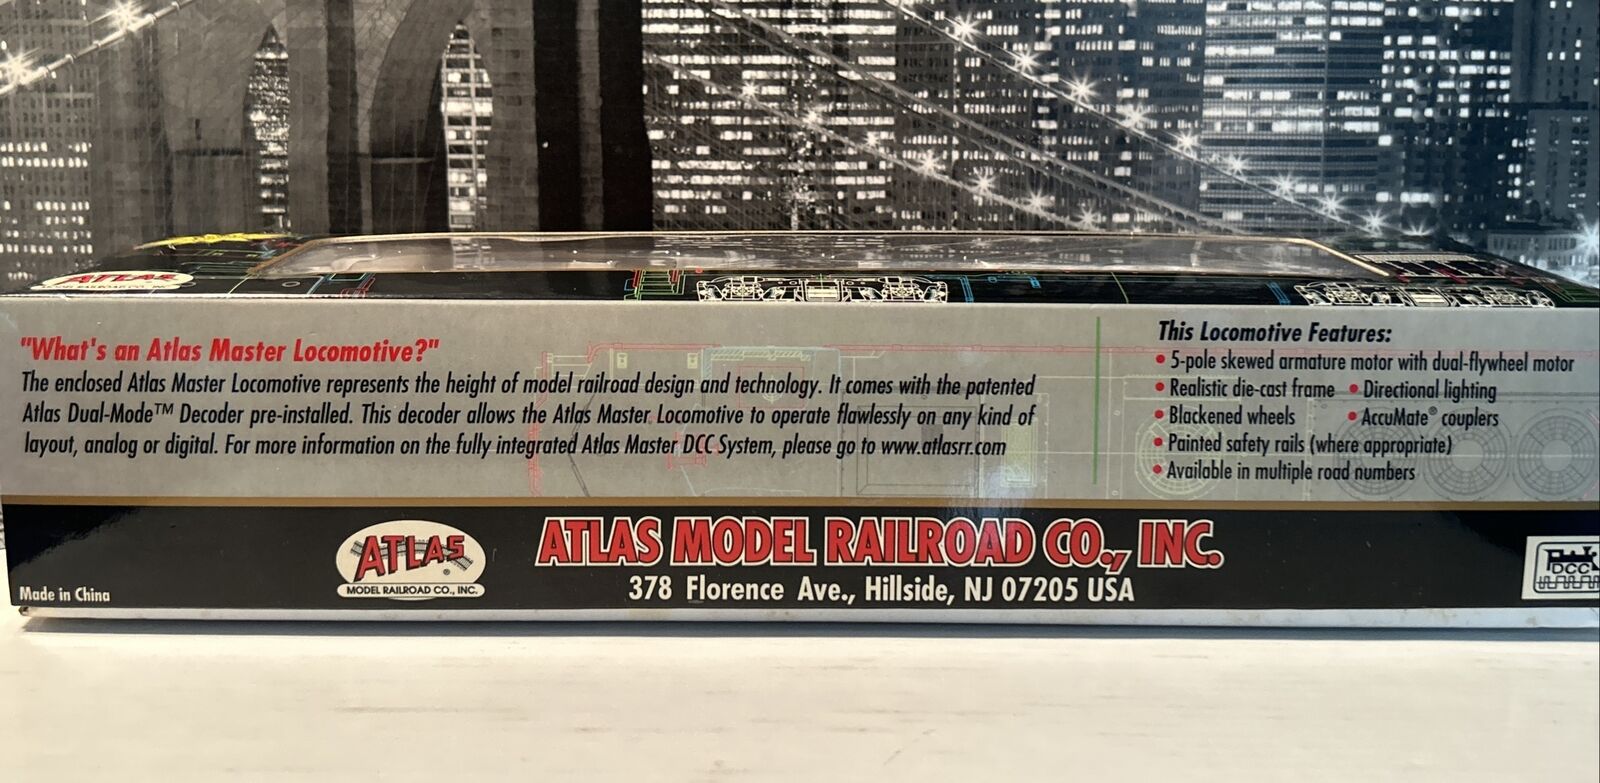 ATLAS
MODEL RAILROAD CO., INC.
"What's an Atlas Master Locomotive?"
The enclosed Atlas Master Locomotive represents the height of model railroad design and technology. It comes with the patented
Atlas Dual-Mode™ Decoder pre-installed. This decoder allows the Atlas Master Locomotive to operate flawlessly on any kind of
layout, analog or digital. For more information on the fully integrated Atlas Master DCC System, please go to www.atlasrr.com
This Locomotive Features:
• 5-pole skewed armature motor with dual-flywheel motor
• Realistic die-cast frame • Directional lighting
• Blackened wheels • AccuMate® couplers
• Painted safety rails (where appropriate)
• Available in multiple road numbers
Made in China
ATLAS®
MODEL RAILROAD CO., INC.
ATLAS MODEL RAILROAD CO., INC.
378 Florence Ave., Hillside, NJ 07205 USA
DCC